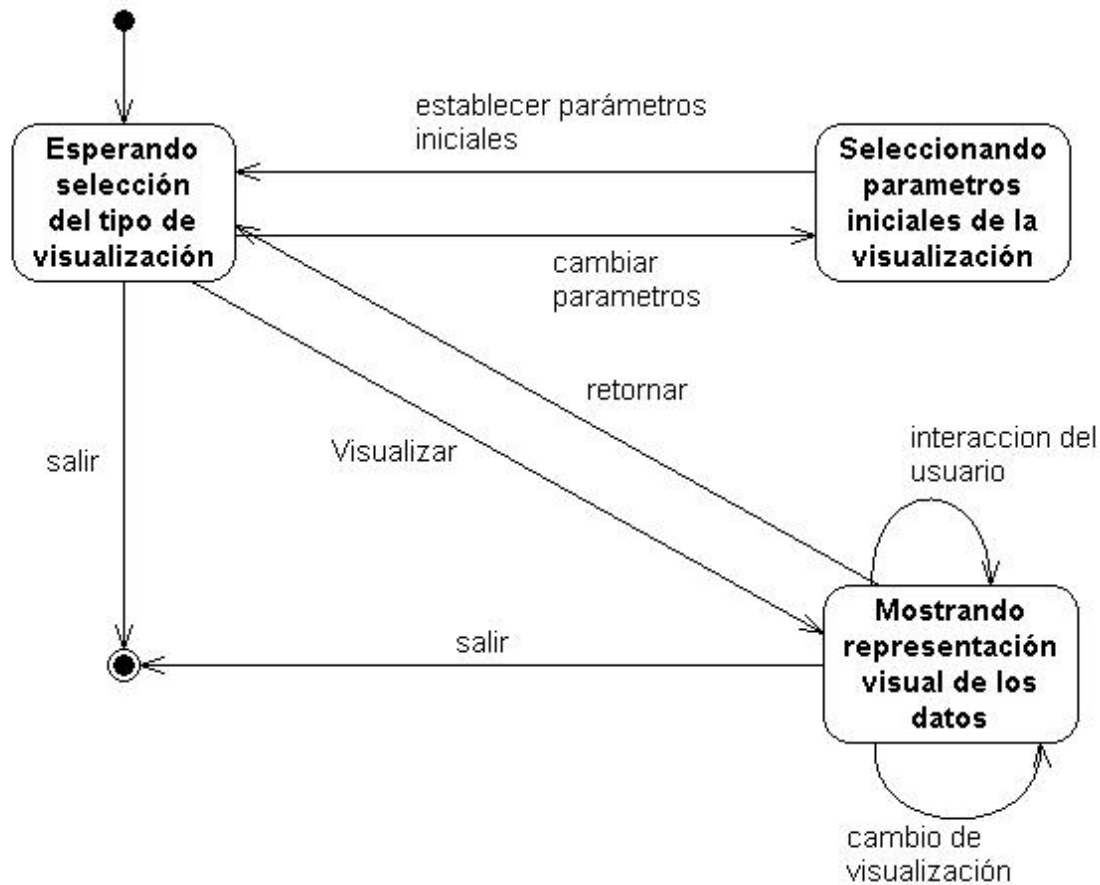 establecer parámetros
iniciales
Esperando
selección
del tipo de
visualización
Seleccionando
parametros
iniciales de la
visualización
cambiar
parametros
retornar
Visualizar
salir
interaccion del
usuario
salir
Mostrando
representación
visual de los
datos
cambio de
visualización